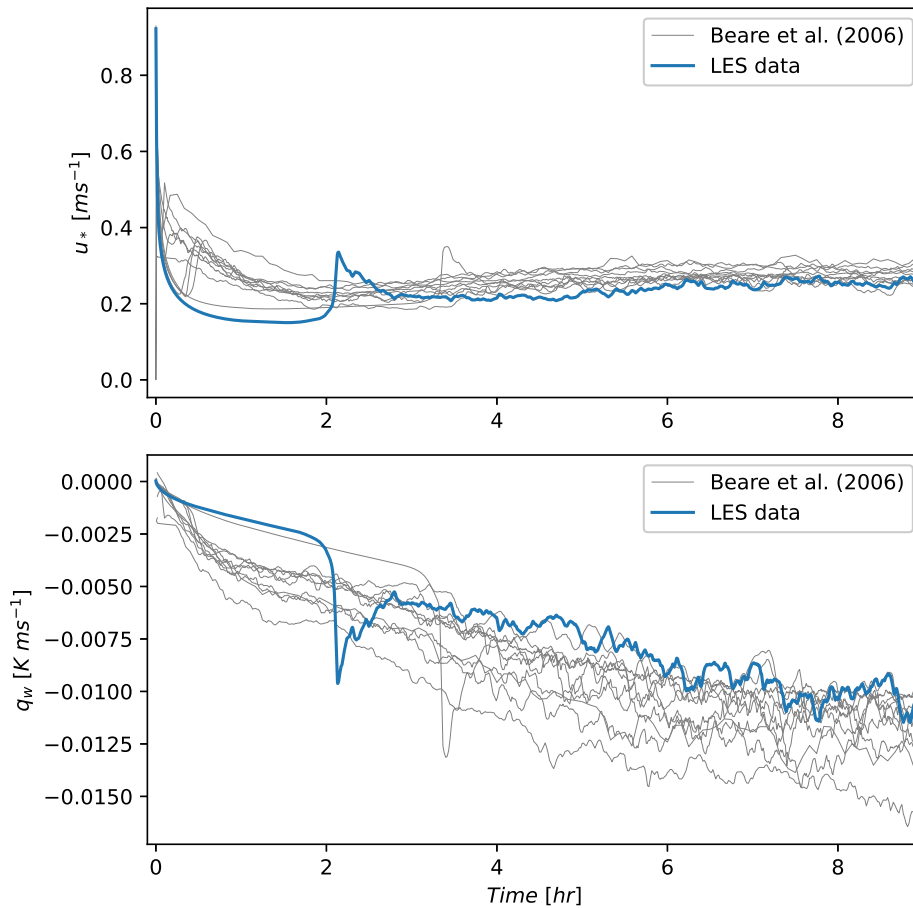 Beare et al. (2006)
LES data
0.8
0.6
0.4
0.2
0.0
u* [ms⁻¹]
0 2 4 6 8
Beare et al. (2006)
LES data
0.0000
−0.0025
−0.0050
−0.0075
−0.0100
−0.0125
−0.0150
q_w [K ms⁻¹]
0 2 4 6 8
Time [hr]